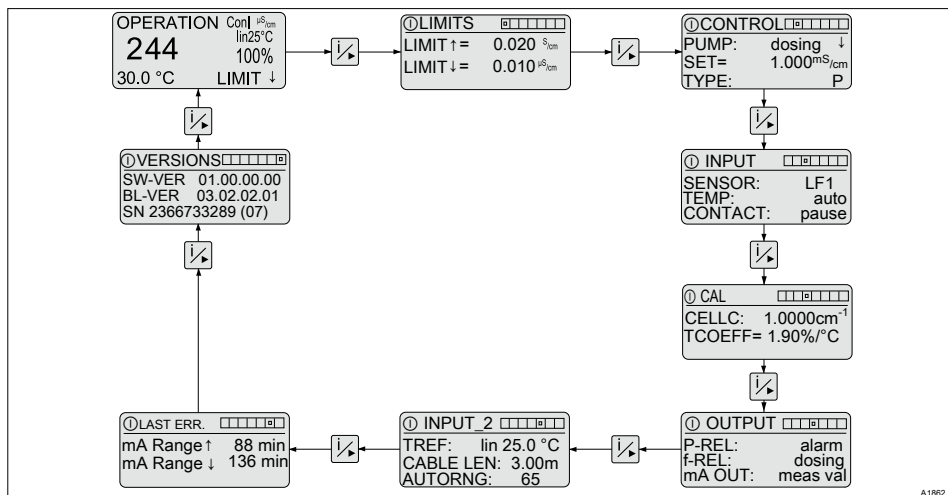 OPERATION Conl µS/cm
lin25°C
244 100%
30.0 °C LIMIT ↓
i/▸
ⓘLIMITS
LIMIT↑= 0.020 S/cm
LIMIT↓= 0.010 µS/cm
i/▸
ⓘCONTROL
PUMP: dosing ↓
SET= 1.000mS/cm
TYPE: P
i/▸
ⓘ INPUT
SENSOR: LF1
TEMP: auto
CONTACT: pause
i/▸
ⓘ CAL
CELLC: 1.0000cm-1
TCOEFF= 1.90%/°C
i/▸
ⓘ OUTPUT
P-REL: alarm
f-REL: dosing
mA OUT: meas val
i/▸
ⓘ INPUT_2
TREF: lin 25.0 °C
CABLE LEN: 3.00m
AUTORNG: 65
i/▸
ⓘLAST ERR.
mA Range↑ 88 min
mA Range ↓ 136 min
i/▸
ⓘVERSIONS
SW-VER 01.00.00.00
BL-VER 03.02.02.01
SN 2366733289 (07)
i/▸
A1862